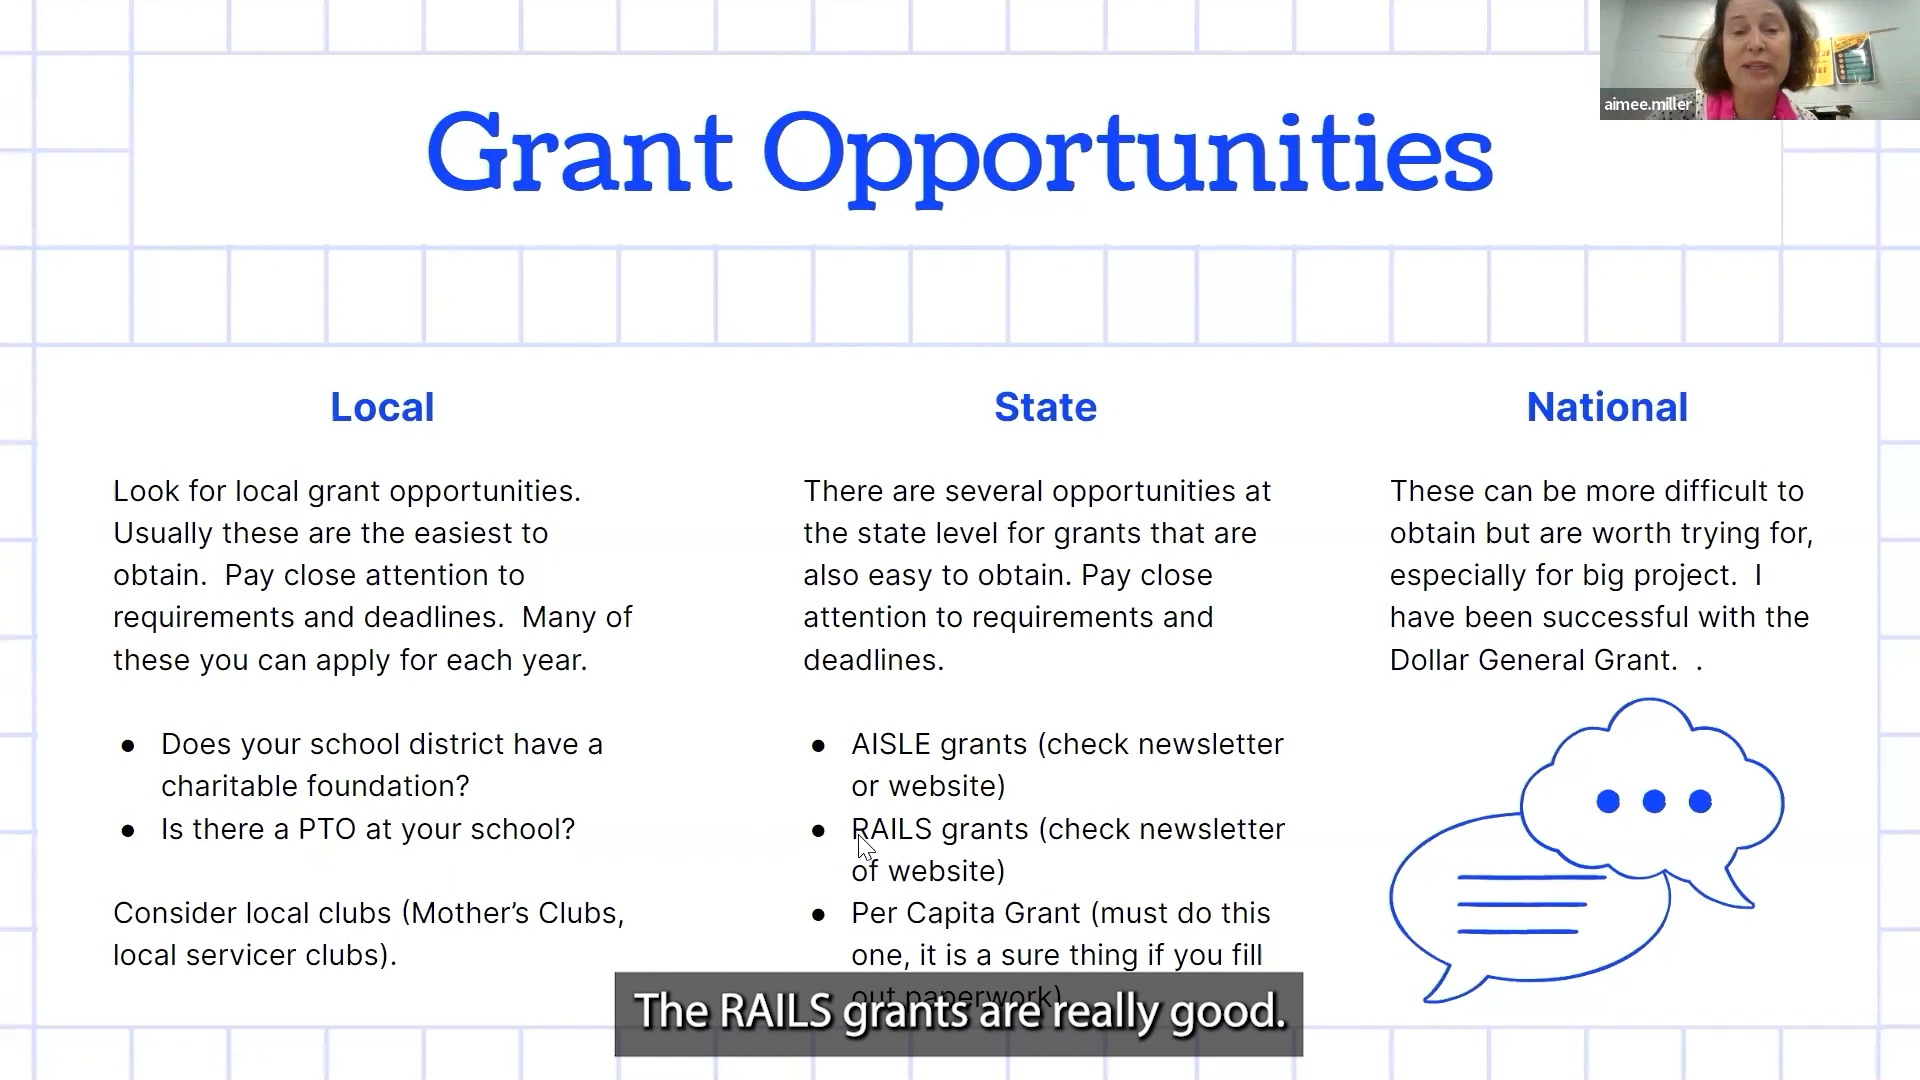 aimee.miller
Grant Opportunities
Local
Look for local grant opportunities.
Usually these are the easiest to
obtain.  Pay close attention to
requirements and deadlines.  Many of
these you can apply for each year.
● Does your school district have a
charitable foundation?
● Is there a PTO at your school?
Consider local clubs (Mother’s Clubs,
local servicer clubs).
State
There are several opportunities at
the state level for grants that are
also easy to obtain. Pay close
attention to requirements and
deadlines.
● AISLE grants (check newsletter
or website)
● RAILS grants (check newsletter
of website)
● Per Capita Grant (must do this
one, it is a sure thing if you fill
out paperwork)
National
These can be more difficult to
obtain but are worth trying for,
especially for big project.  I
have been successful with the
Dollar General Grant.  .
The RAILS grants are really good.